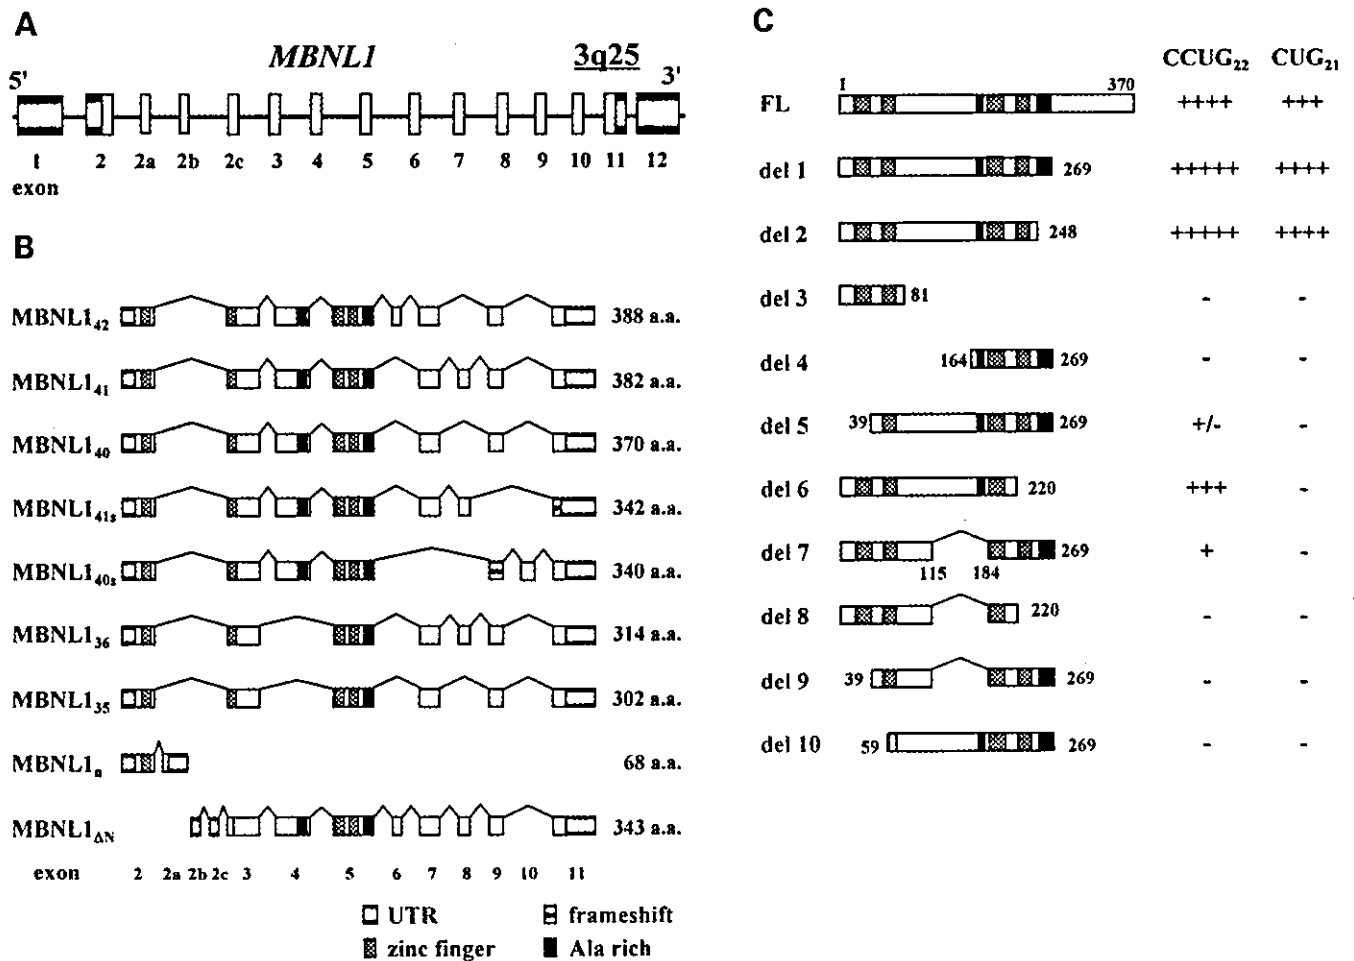 A
MBNL1 3q25
5' 3'
1 2 2a 2b 2c 3 4 5 6 7 8 9 10 11 12
exon
B
MBNL1₄₂ 388 a.a.
MBNL1₄₁ 382 a.a.
MBNL1₄₀ 370 a.a.
MBNL1₄₁ₛ 342 a.a.
MBNL1₄₀ₛ 340 a.a.
MBNL1₃₆ 314 a.a.
MBNL1₃₅ 302 a.a.
MBNL1ₙ 68 a.a.
MBNL1ΔN 343 a.a.
exon 2 2a 2b 2c 3 4 5 6 7 8 9 10 11
UTR frameshift
zinc finger Ala rich
C
CCUG₂₂ CUG₂₁
1 370
FL ++++ +++
del 1 269 +++++ ++++
del 2 248 +++++ ++++
del 3 81 - -
del 4 164 269 - -
del 5 39 269 +/- -
del 6 220 +++ -
del 7 269 + -
115 184
del 8 220 - -
del 9 39 269 - -
del 10 59 269 - -